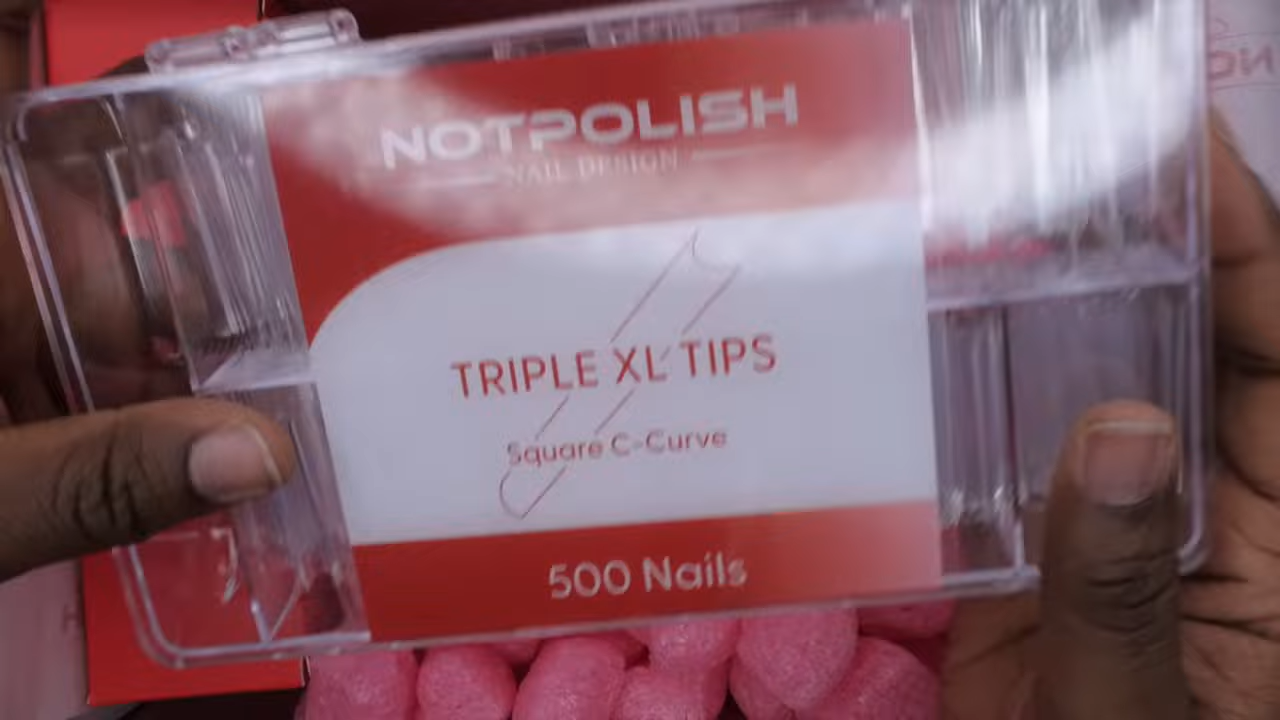 NOTPOLISH
NAIL DESIGN
TRIPLE XL TIPS
Square C-Curve
500 Nails